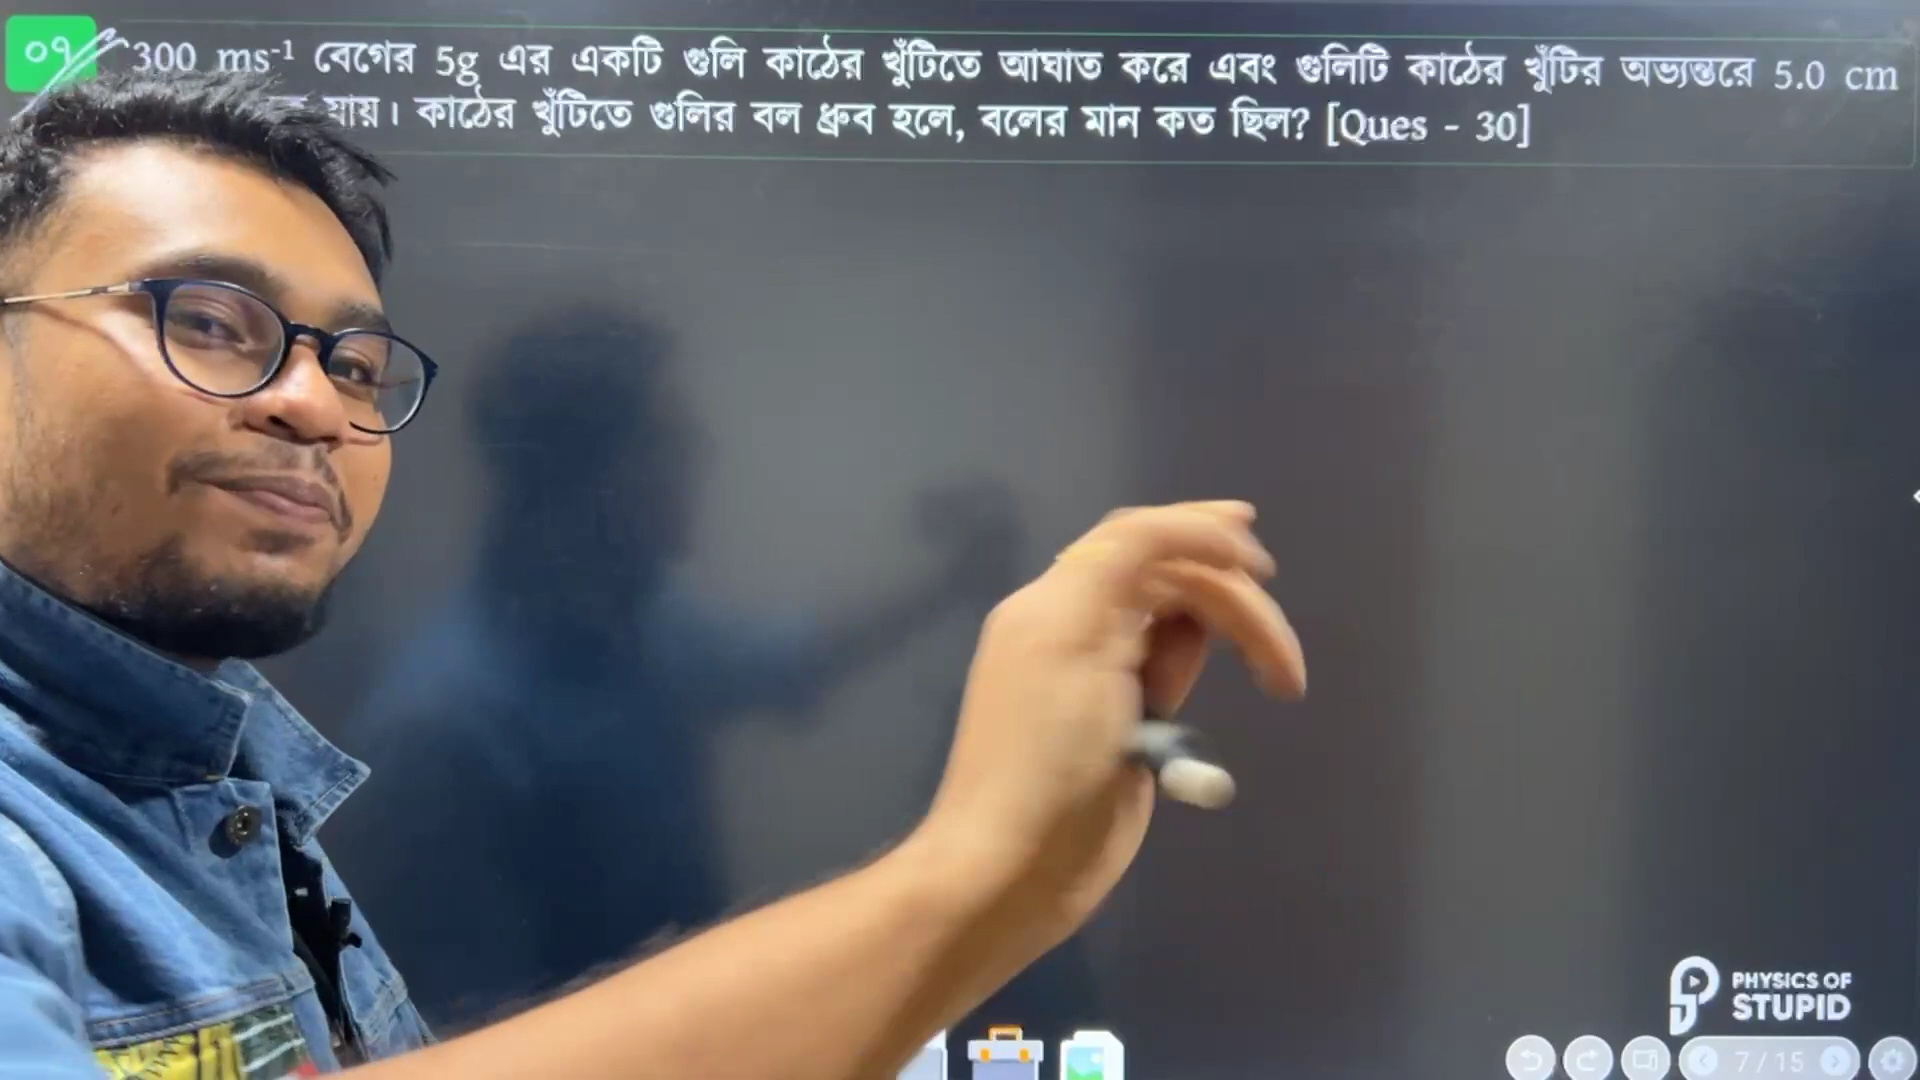 ০৭ 300 ms⁻¹ বেগের 5g এর একটি গুলি কাঠের খুঁটিতে আঘাত করে এবং গুলিটি কাঠের খুঁটির অভ্যন্তরে 5.0 cm
যায়। কাঠের খুঁটিতে গুলির বল ধ্রুব হলে, বলের মান কত ছিল? [Ques - 30]
PHYSICS OF
STUPID
7 / 15